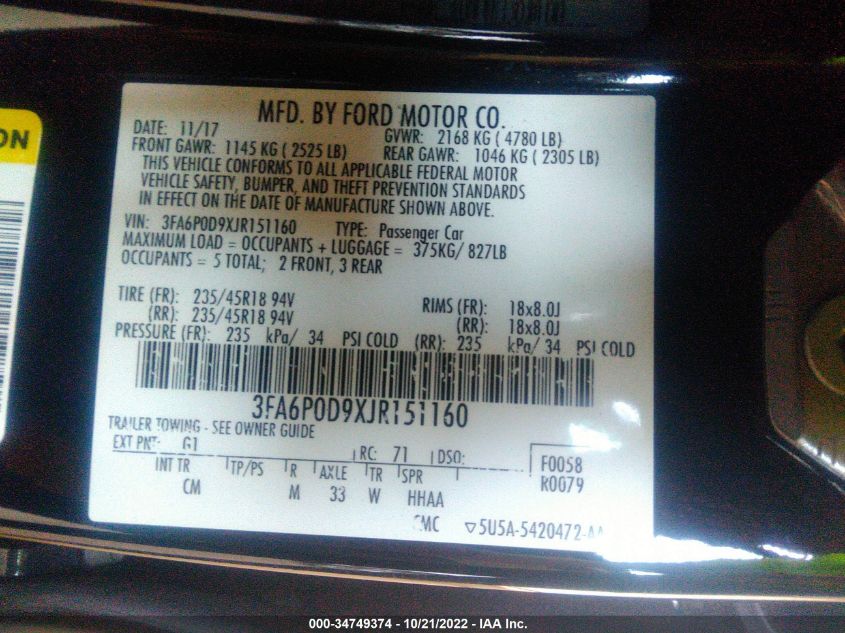 ON
MFD. BY FORD MOTOR CO.
DATE: 11/17 GVWR: 2168 KG ( 4780 LB)
FRONT GAWR: 1145 KG ( 2525 LB) REAR GAWR: 1046 KG ( 2305 LB)
THIS VEHICLE CONFORMS TO ALL APPLICABLE FEDERAL MOTOR
VEHICLE SAFETY, BUMPER, AND THEFT PREVENTION STANDARDS
IN EFFECT ON THE DATE OF MANUFACTURE SHOWN ABOVE.
VIN: 3FA6P0D9XJR151160 TYPE: Passenger Car
MAXIMUM LOAD = OCCUPANTS + LUGGAGE = 375KG/ 827LB
OCCUPANTS = 5 TOTAL; 2 FRONT, 3 REAR
TIRE (FR): 235/45R18 94V RIMS (FR): 18x8.0J
(RR): 235/45R18 94V (RR): 18x8.0J
PRESSURE (FR): 235 kPa/ 34 PSI COLD (RR): 235 kPa/ 34 PSI COLD
3FA6P0D9XJR151160
TRAILER TOWING - SEE OWNER GUIDE
EXT PNT: G1 RC: 71 DSO: F0058
INT TR TP/PS R AXLE TR SPR R0079
CM M 33 W HHAA
5U5A-5420472-AA
000-34749374 - 10/21/2022 - IAA Inc.